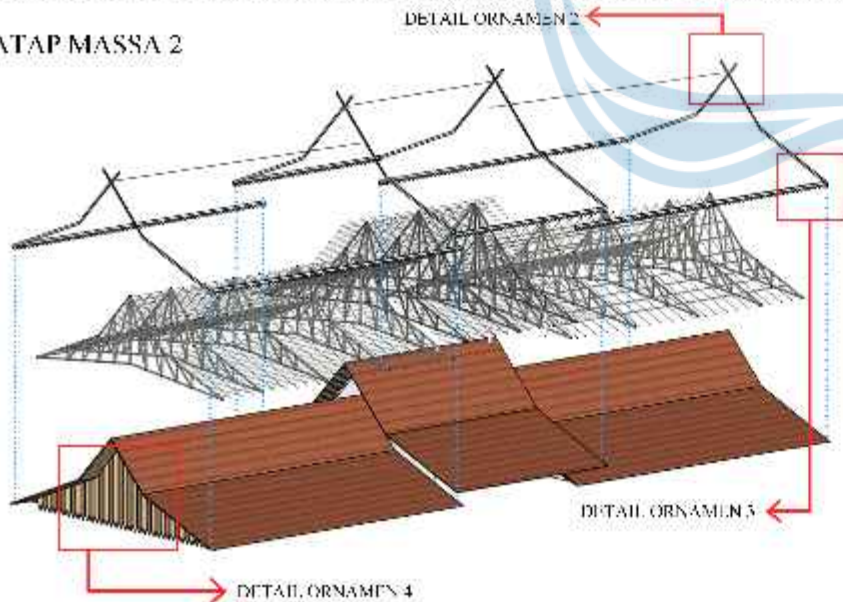 DETAIL ORNAMEN 2
ATAP MASSA 2
DETAIL ORNAMEN 3
DETAIL ORNAMEN 4